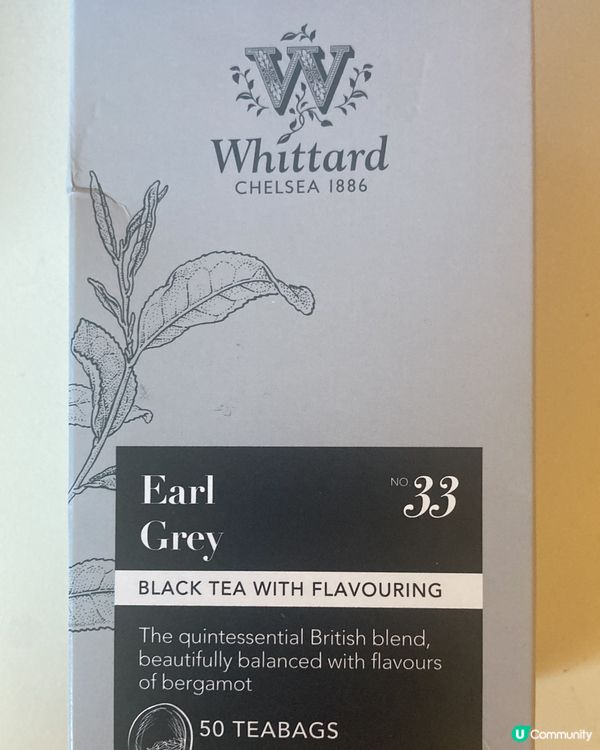 W
Whittard
CHELSEA 1886
Earl
Grey
NO. 33
BLACK TEA WITH FLAVOURING
The quintessential British blend,
beautifully balanced with flavours
of bergamot
50 TEABAGS
U Community